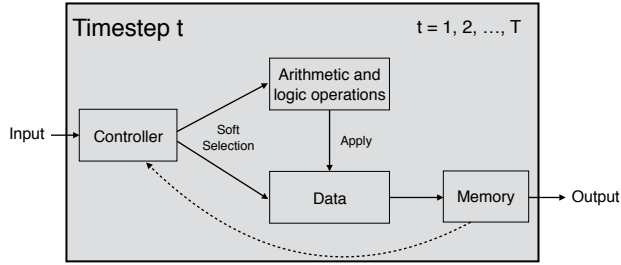 Timestep t
t = 1, 2, ..., T
Arithmetic and
logic operations
Input
Controller
Soft
Selection
Apply
Data
Memory
Output